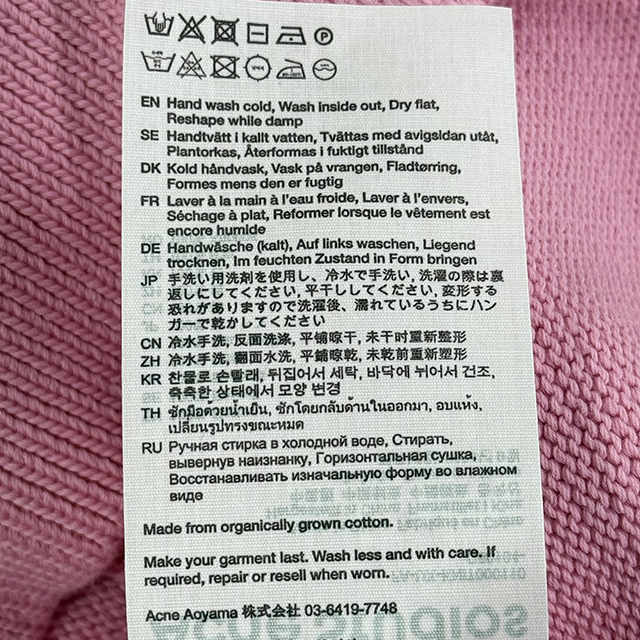 EN Hand wash cold, Wash inside out, Dry flat,
Reshape while damp
SE Handtvätt i kallt vatten, Tvättas med avigsidan utåt,
Plantorkas, Återformas i fuktigt tillstånd
DK Kold håndvask, Vask på vrangen, Fladtørring,
Formes mens den er fugtig
FR Laver à la main à l'eau froide, Laver à l'envers,
Séchage à plat, Reformer lorsque le vêtement est
encore humide
DE Handwäsche (kalt), Auf links waschen, Liegend
trocknen, Im feuchten Zustand in Form bringen
JP 手洗い用洗剤を使用し、冷水で手洗い, 洗濯の際は裏
返しにしてください, 平干ししてください, 変形する
恐れがありますので洗濯後、濡れているうちにハン
ガーで乾かしてください
CN 冷水手洗, 反面洗涤, 平铺晾干, 未干时重新整形
ZH 冷水手洗, 翻面水洗, 平鋪晾乾, 未乾前重新塑形
KR 찬물로 손빨래, 뒤집어서 세탁, 바닥에 뉘어서 건조,
축축한 상태에서 모양 변경
TH ซักมือด้วยน้ำเย็น, ซักโดยกลับด้านในออกมา, อบแห้ง,
เปลี่ยนรูปทรงขณะหมาด
RU Ручная стирка в холодной воде, Стирать,
вывернув наизнанку, Горизонтальная сушка,
Восстанавливать изначальную форму во влажном
виде
Made from organically grown cotton.
Make your garment last. Wash less and with care. If
required, repair or resell when worn.
Acne Aoyama 株式会社 03-6419-7748